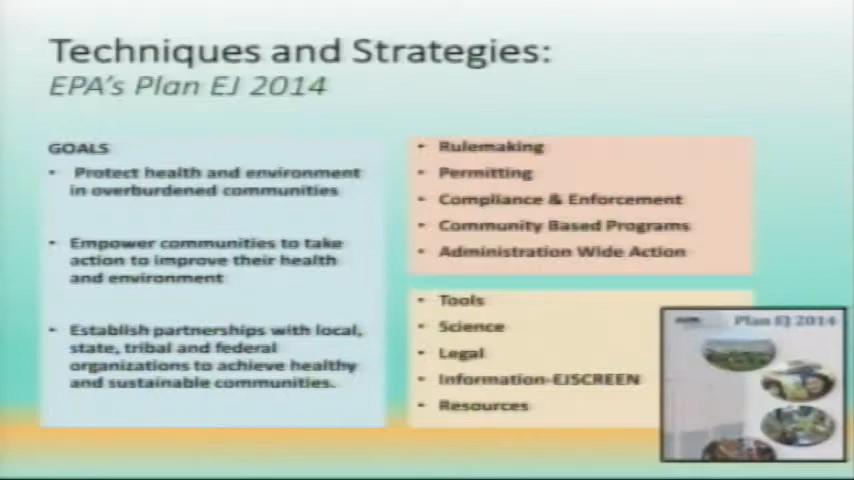 Techniques and Strategies:
EPA's Plan EJ 2014
GOALS
• Protect health and environment
in overburdened communities
• Empower communities to take
action to improve their health
and environment
• Establish partnerships with local,
state, tribal and federal
organizations to achieve healthy
and sustainable communities.
• Rulemaking
• Permitting
• Compliance & Enforcement
• Community Based Programs
• Administration Wide Action
• Tools
• Science
• Legal
• Information-EJSCREEN
• Resources
Plan EJ 2014